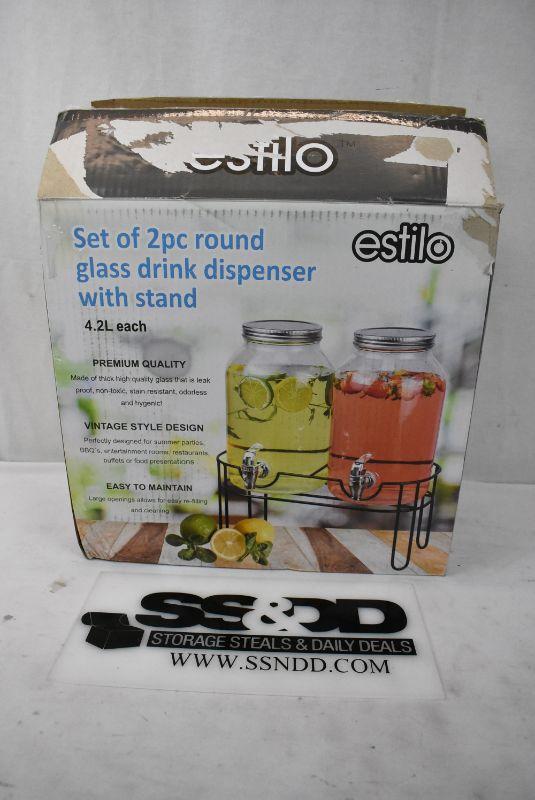 estilo™
Set of 2pc round
glass drink dispenser
with stand
4.2L each
estilo
PREMIUM QUALITY
Made of thick high quality glass that is leak
proof, non-toxic, stain resistant, odorless
and hygenic!
VINTAGE STYLE DESIGN
Perfectly designed for summer parties,
BBQ's, entertainment rooms, restaurants,
buffets or food presentations
EASY TO MAINTAIN
Large openings allows for easy re-filling
and cleaning
SS&DD
STORAGE STEALS & DAILY DEALS
WWW.SSNDD.COM